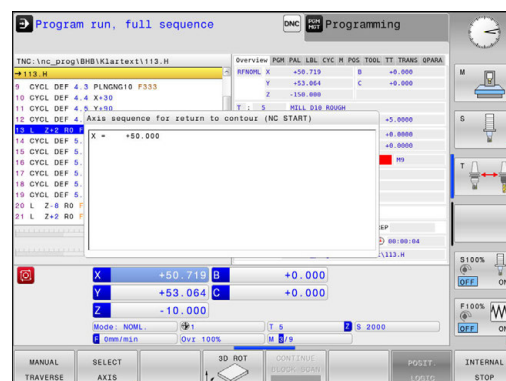 Program run, full sequence
DNC
Programming
TNC:\nc_prog\BHB\Klartext\113.H
→113.H
9 CYCL DEF 4.3 PLNGNG10 F333
10 CYCL DEF 4.4 X+30
11 CYCL DEF 4.5 Y+90
12 CYCL DEF 4.
13 L Z+2 R0 F
14 CYCL DEF 5.
15 CYCL DEF 5.
16 CYCL DEF 5.
17 CYCL DEF 5.
18 CYCL DEF 5.
19 CYCL DEF 5.
20 L Z-8 R0 F
21 L Z+2 R0 F
Overview PGM PAL LBL CYC M POS TOOL TT TRANS QPARA
RFNOML X +50.719 B +0.000
Y +53.064 C +0.000
Z -150.000
T : 5 MILL D10 ROUGH
+5.0000
+0.0000
+0.0000
M9
EP
00:00:04
\113.H
Axis sequence for return to contour (NC START)
X = +50.000
X +50.719 B +0.000
Y +53.064 C +0.000
Z -10.000
Mode: NOML. 1 T 5 Z S 2000
F 0mm/min Ovr 100% M 8/9
M
S
T
S100%
OFF ON
F100%
OFF ON
MANUAL TRAVERSE
SELECT AXIS
3D ROT
CONTINUE BLOCK-SCAN
POSIT. LOGIC
INTERNAL STOP